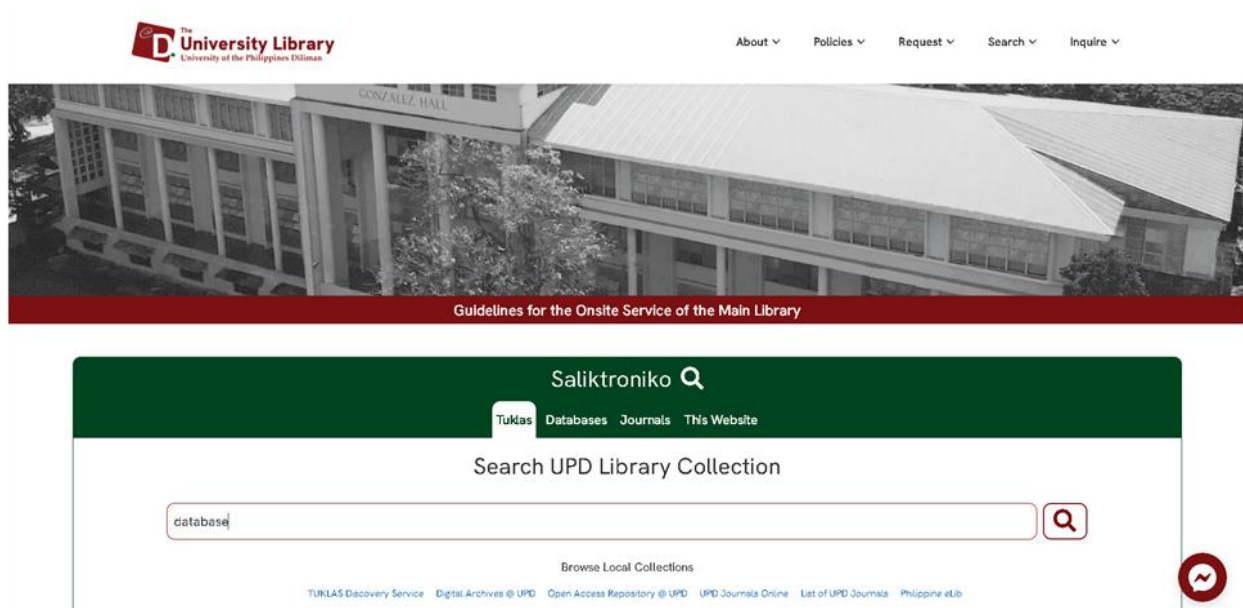 The
University Library
University of the Philippines Diliman
About Policies Request Search Inquire
GONZALEZ HALL
Guidelines for the Onsite Service of the Main Library
Saliktroniko
Tuklas Databases Journals This Website
Search UPD Library Collection
database
Browse Local Collections
TUKLAS Discovery Service Digital Archives @ UPD Open Access Repository @ UPD UPD Journals Online List of UPD Journals Philippine eLib